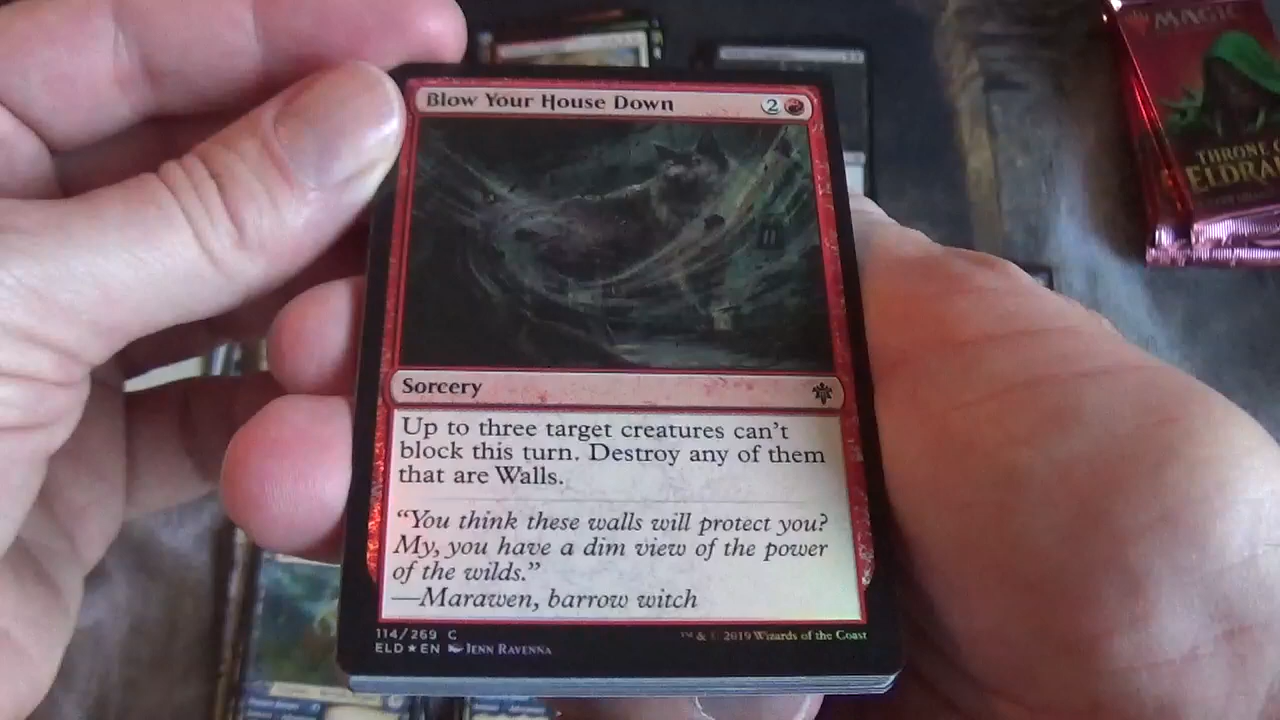 Blow Your House Down 2
Sorcery
Up to three target creatures can't
block this turn. Destroy any of them
that are Walls.
"You think these walls will protect you?
My, you have a dim view of the power
of the wilds."
—Marawen, barrow witch
114/269 C
ELD★EN Jenn Ravenna
™ & © 2019 Wizards of the Coast
MAGIC
THRONE